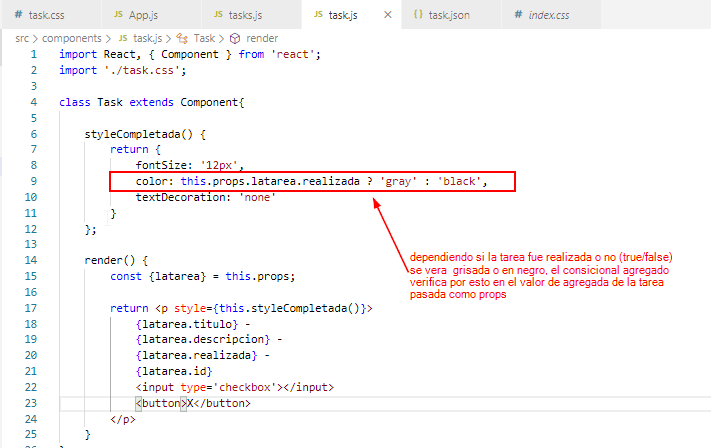 task.css JS App.js JS tasks.js JS task.js × {} task.json # index.css
src > components > JS task.js > Task > render
1 import React, { Component } from 'react';
2 import './task.css';
3
4 class Task extends Component{
5
6 styleCompletada() {
7 return {
8 fontSize: '12px',
9 color: this.props.latarea.realizada ? 'gray' : 'black',
10 textDecoration: 'none'
11 }
12 };
13
14 render() {
15 const {latarea} = this.props;
16
17 return <p style={this.styleCompletada()}>
18 {latarea.titulo} -
19 {latarea.descripcion} -
20 {latarea.realizada} -
21 {latarea.id}
22 <input type='checkbox'></input>
23 <button>X</button>
24 </p>
25 }
26 }
dependiendo si la tarea fue realizada o no (true/false)
se vera grisada o en negro, el consicional agregado
verifica por esto en el valor de agregada de la tarea
pasada como props